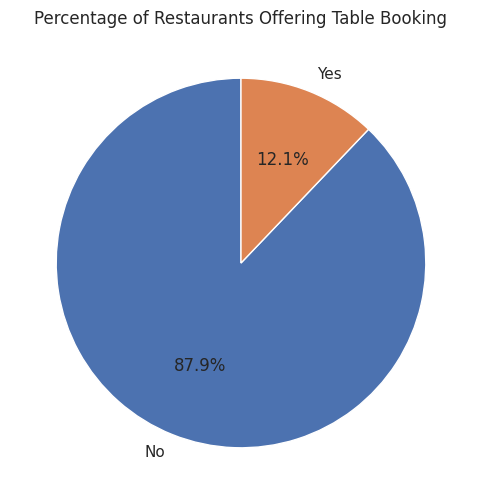 Percentage of Restaurants Offering Table Booking
Yes
12.1%
87.9%
No